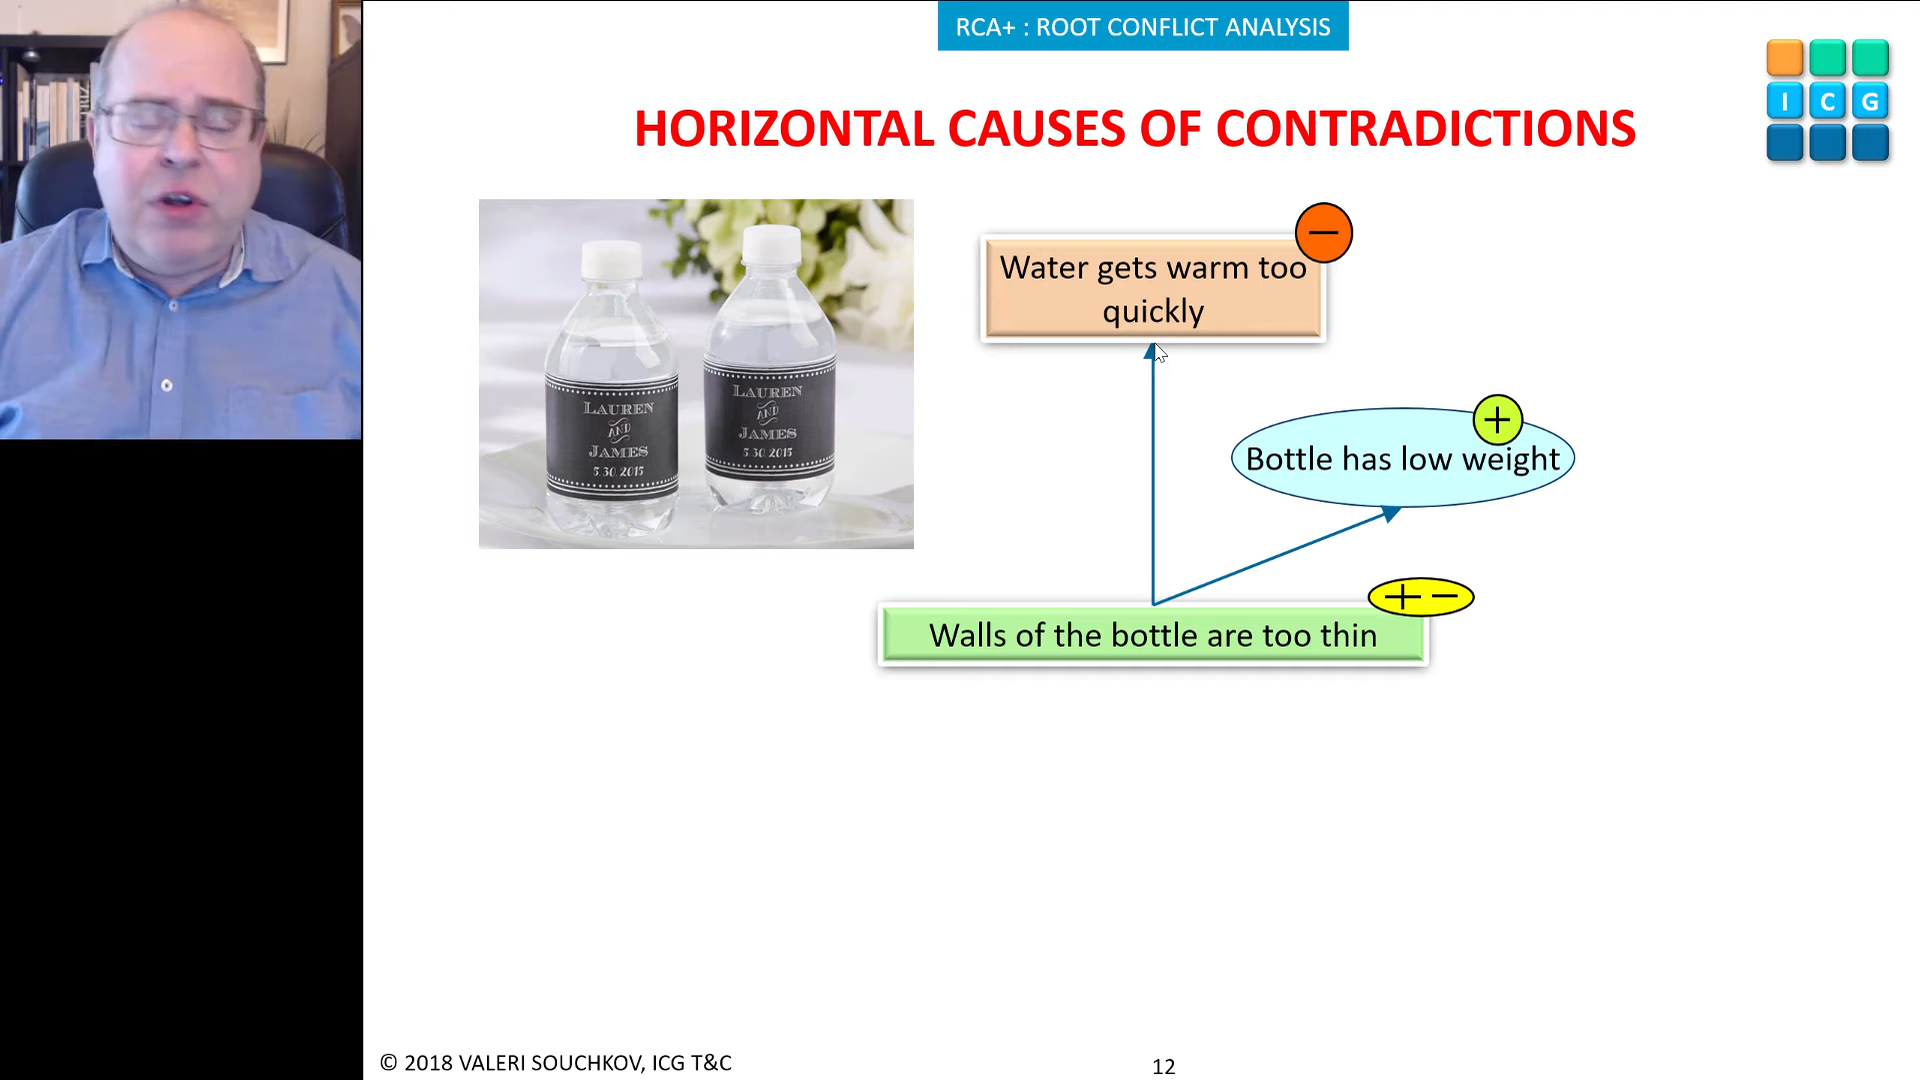 RCA+ : ROOT CONFLICT ANALYSIS
I C G
HORIZONTAL CAUSES OF CONTRADICTIONS
LAUREN
AND
JAMES
5.30.2015
LAUREN
AND
JAMES
5.30.2015
Water gets warm too
quickly
−
+
Bottle has low weight
+ −
Walls of the bottle are too thin
© 2018 VALERI SOUCHKOV, ICG T&C
12